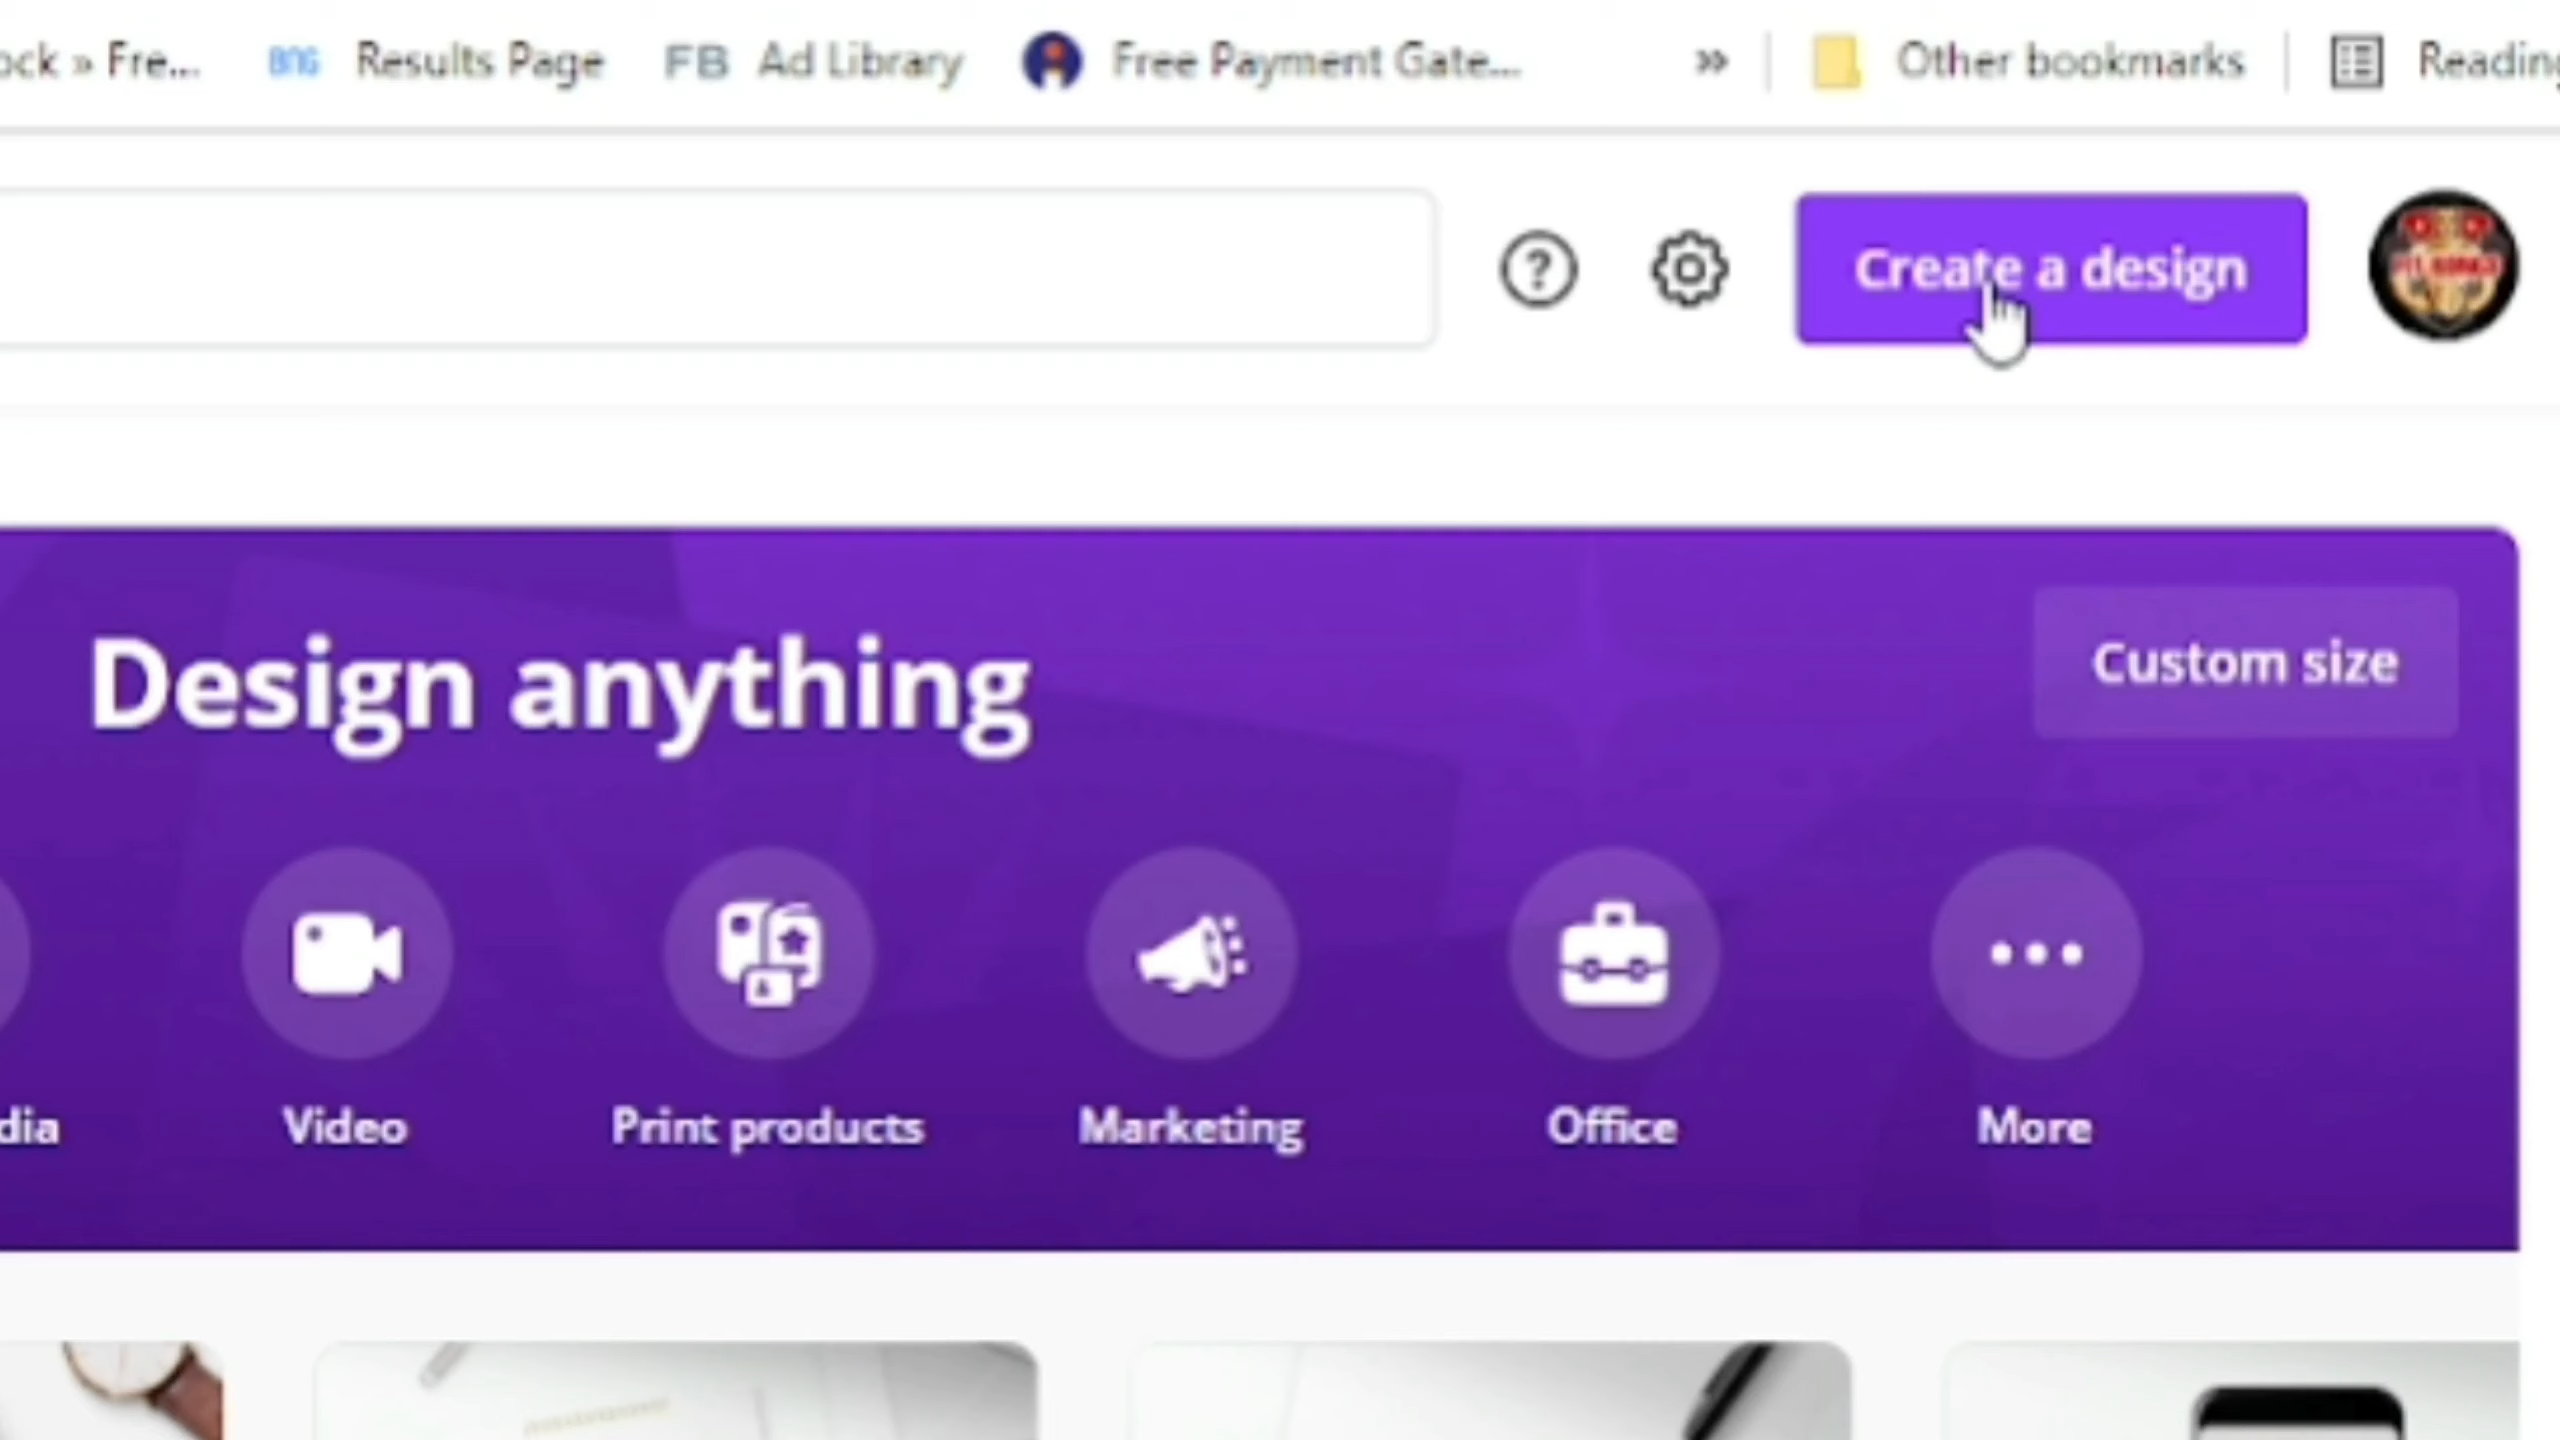 ock » Fre... BNG Results Page FB Ad Library Free Payment Gate... » Other bookmarks Reading
Create a design
Design anything
Custom size
dia Video Print products Marketing Office More